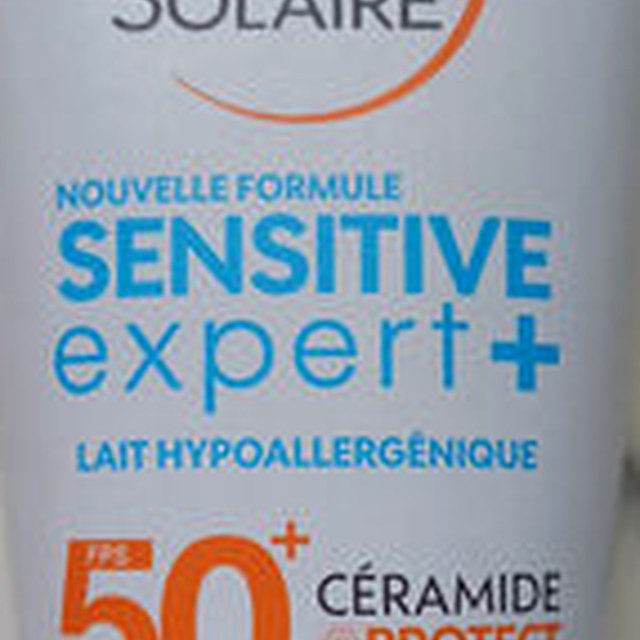 SOLAIRE
NOUVELLE FORMULE
SENSITIVE
expert+
LAIT HYPOALLERGÉNIQUE
FPS
50+
CÉRAMIDE
PROTECT